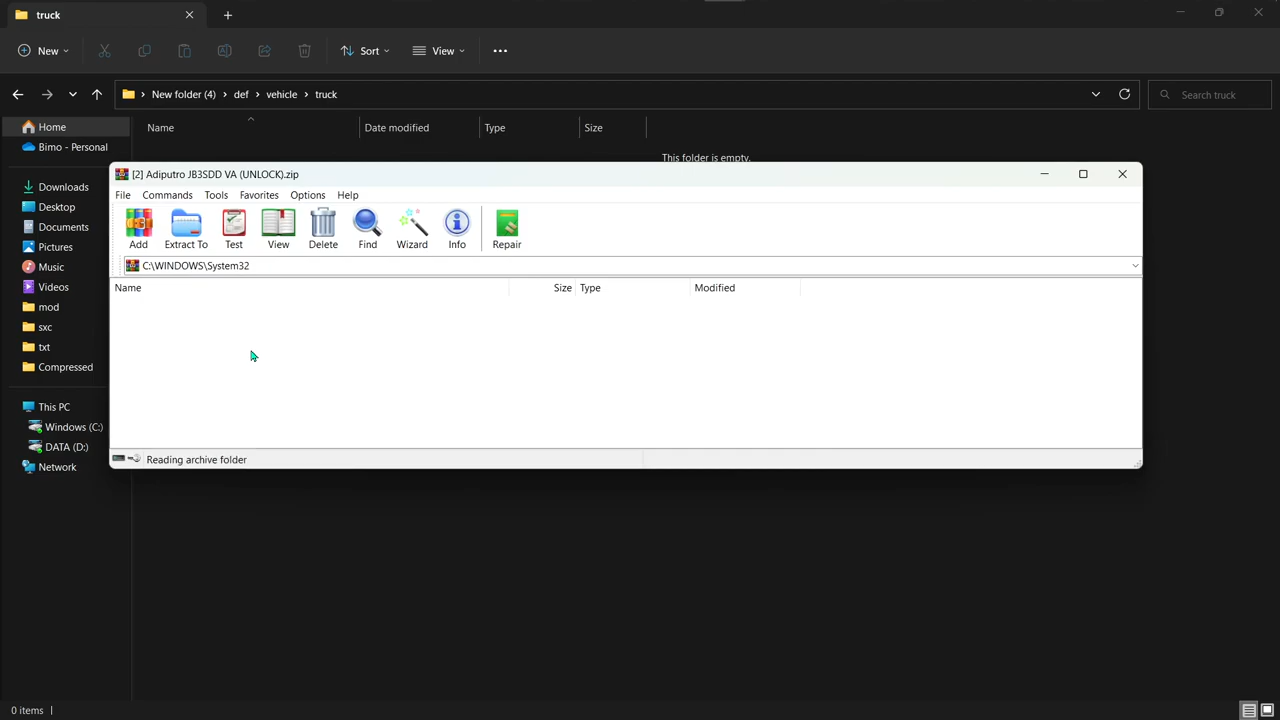 truck
New
Sort
View
New folder (4) > def > vehicle > truck
Search truck
Home
Name
Date modified
Type
Size
Bimo - Personal
This folder is empty.
[2] Adiputro JB3SDD VA (UNLOCK).zip
File Commands Tools Favorites Options Help
Add Extract To Test View Delete Find Wizard Info Repair
C:\WINDOWS\System32
Name Size Type Modified
Reading archive folder
Downloads
Desktop
Documents
Pictures
Music
Videos
mod
sxc
txt
Compressed
This PC
Windows (C:)
DATA (D:)
Network
0 items